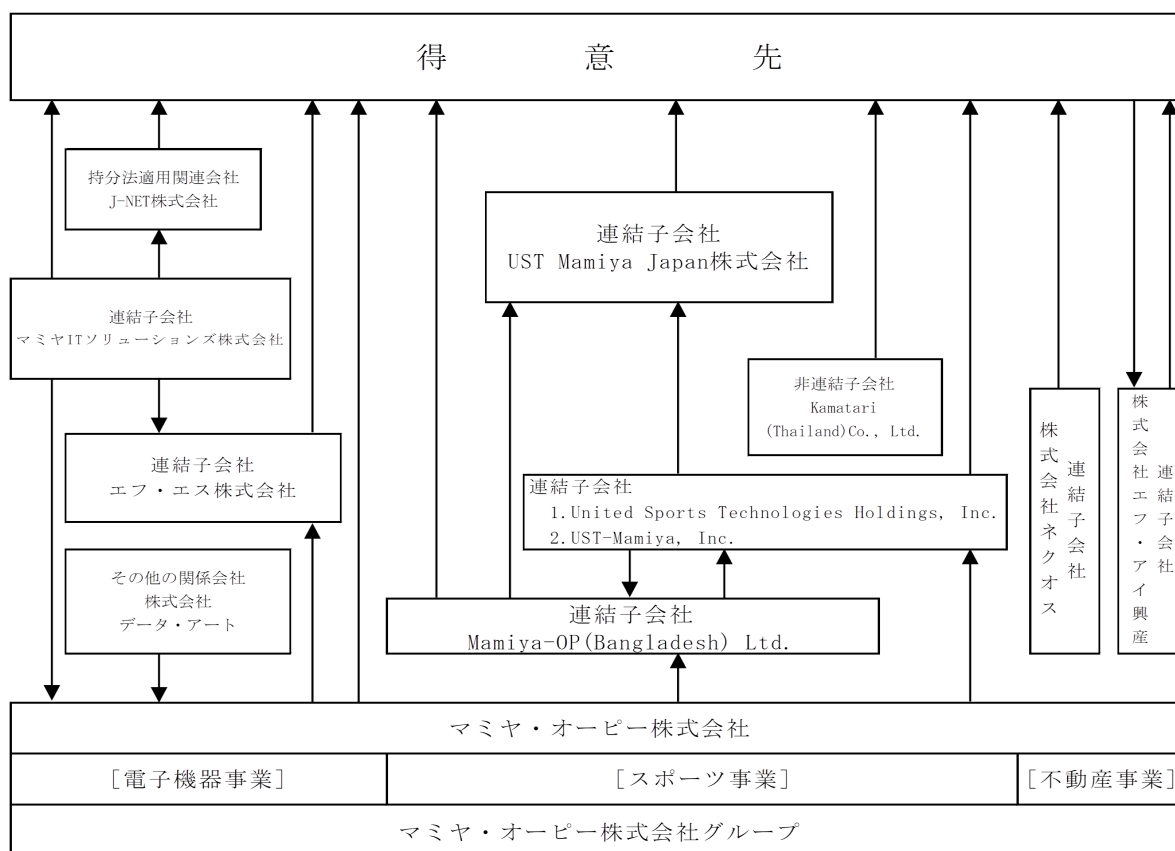 得意先
持分法適用関連会社
J-NET株式会社
連結子会社
UST Mamiya Japan株式会社
連結子会社
マミヤITソリューションズ株式会社
非連結子会社
Kamatari
(Thailand)Co., Ltd.
連結子会社
エフ・エス株式会社
連結子会社
1.United Sports Technologies Holdings, Inc.
2.UST-Mamiya, Inc.
連結子会社
株式会社ネクオス
連結子会社
株式会社エフ・アイ興産
その他の関係会社
株式会社
データ・アート
連結子会社
Mamiya-OP(Bangladesh) Ltd.
マミヤ・オーピー株式会社
[電子機器事業]
[スポーツ事業]
[不動産事業]
マミヤ・オーピー株式会社グループ